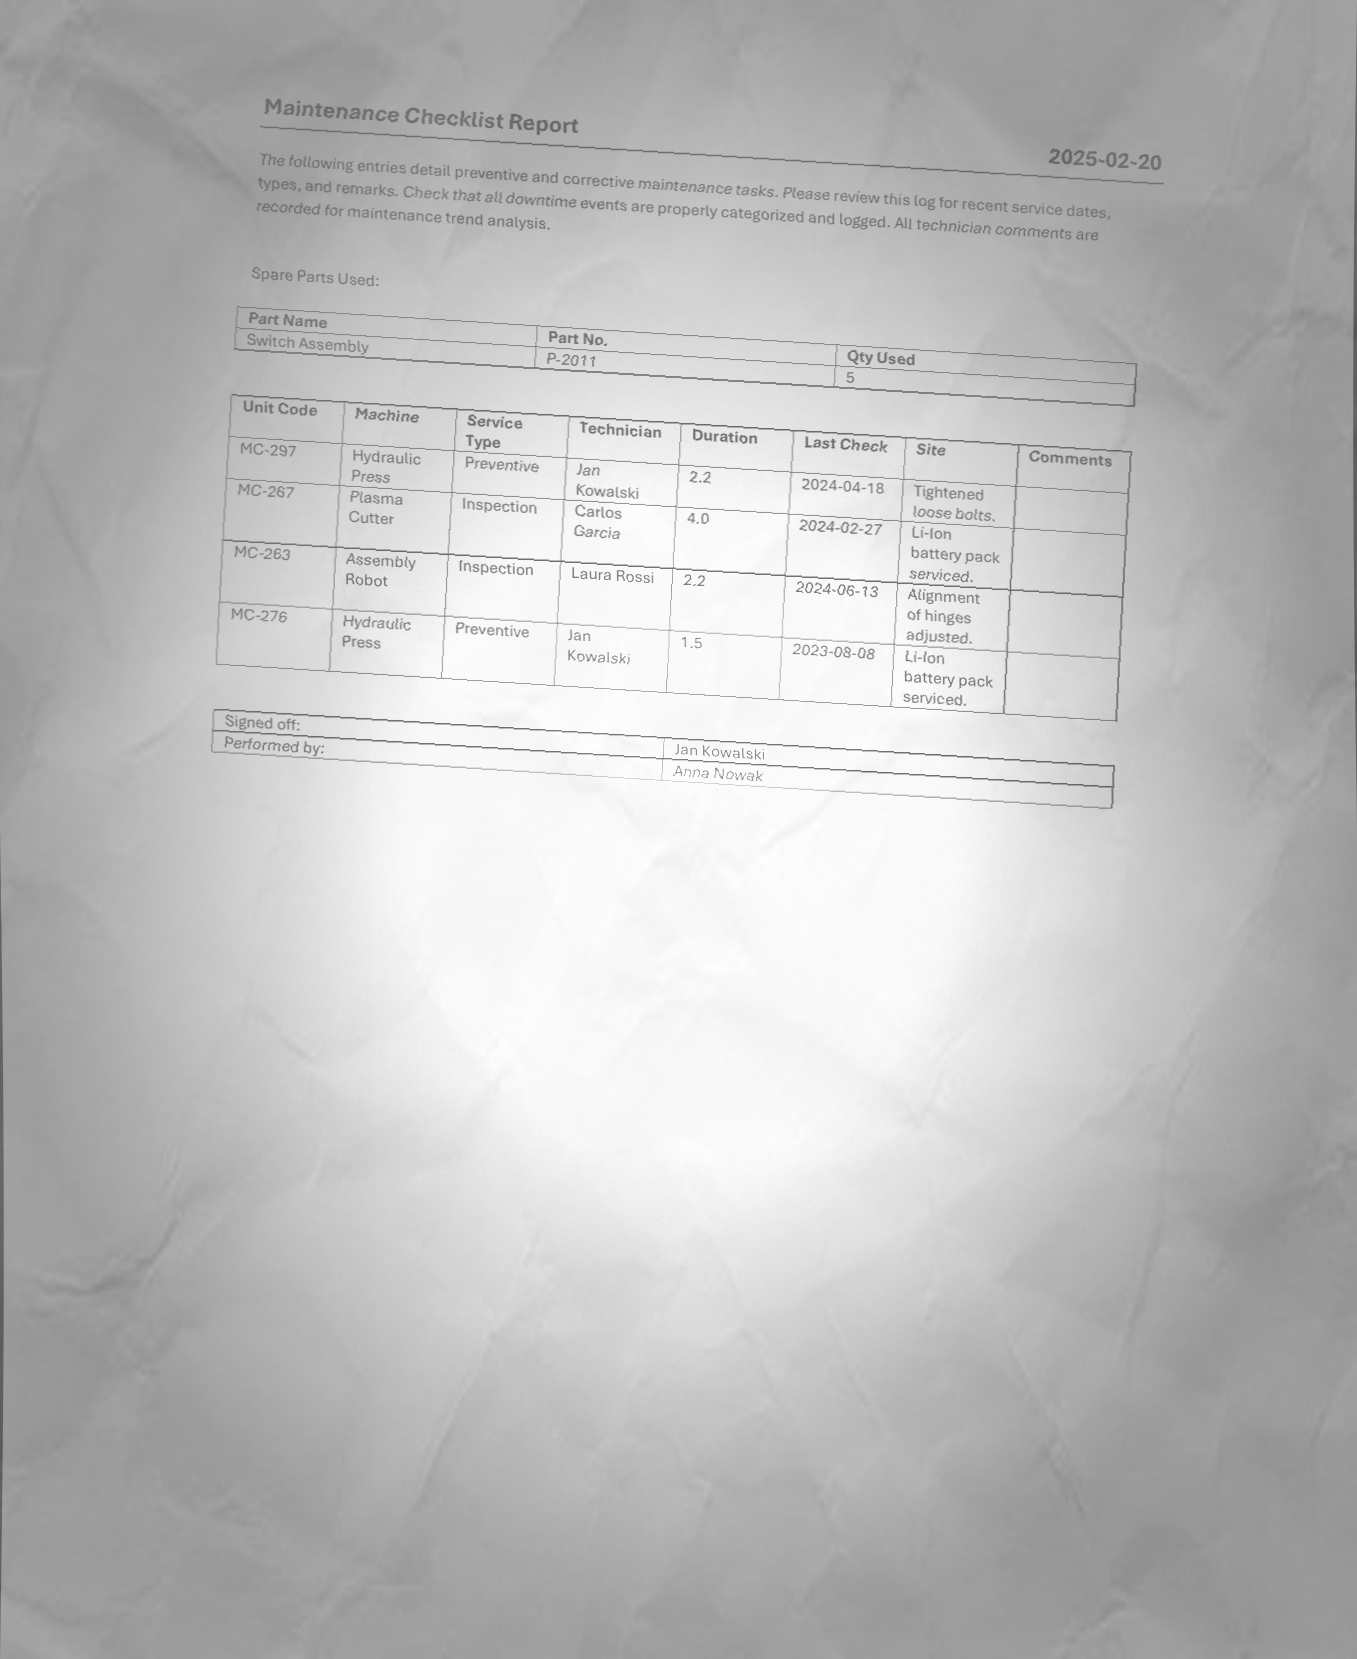 Maintenance Checklist Report
2025-02-20
The following entries detail preventive and corrective maintenance tasks. Please review this log for recent service dates,
types, and remarks. Check that all downtime events are properly categorized and logged. All technician comments are
recorded for maintenance trend analysis.
Spare Parts Used:
Part Name Part No. Qty Used
Switch Assembly P-2011 5
Unit Code Machine Service Type Technician Duration Last Check Site Comments
MC-297 Hydraulic Press Preventive Jan Kowalski 2.2 2024-04-18 Tightened loose bolts.
MC-267 Plasma Cutter Inspection Carlos Garcia 4.0 2024-02-27 Li-Ion battery pack serviced.
MC-263 Assembly Robot Inspection Laura Rossi 2.2 2024-06-13 Alignment of hinges adjusted.
MC-276 Hydraulic Press Preventive Jan Kowalski 1.5 2023-08-08 Li-Ion battery pack serviced.
Signed off: Jan Kowalski
Performed by: Anna Nowak